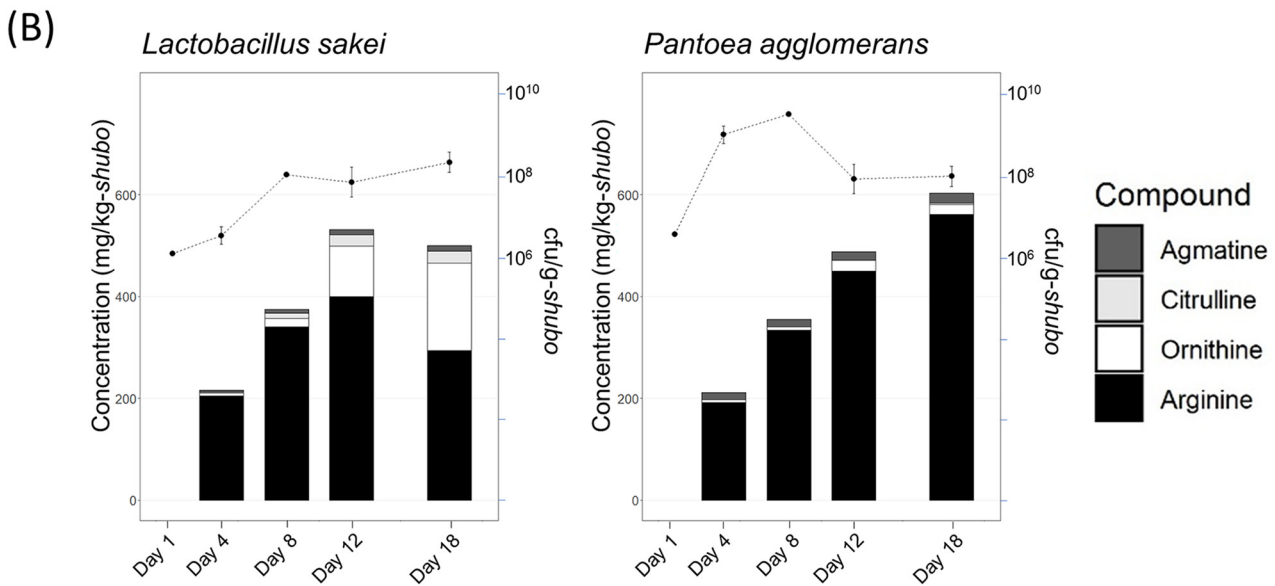 (B)
Lactobacillus sakei
Concentration (mg/kg-shubo)
600
400
200
0
10¹⁰
10⁸
10⁶
cfu/g-shubo
Day 1
Day 4
Day 8
Day 12
Day 18
Pantoea agglomerans
Concentration (mg/kg-shubo)
600
400
200
0
10¹⁰
10⁸
10⁶
cfu/g-shubo
Day 1
Day 4
Day 8
Day 12
Day 18
Compound
Agmatine
Citrulline
Ornithine
Arginine